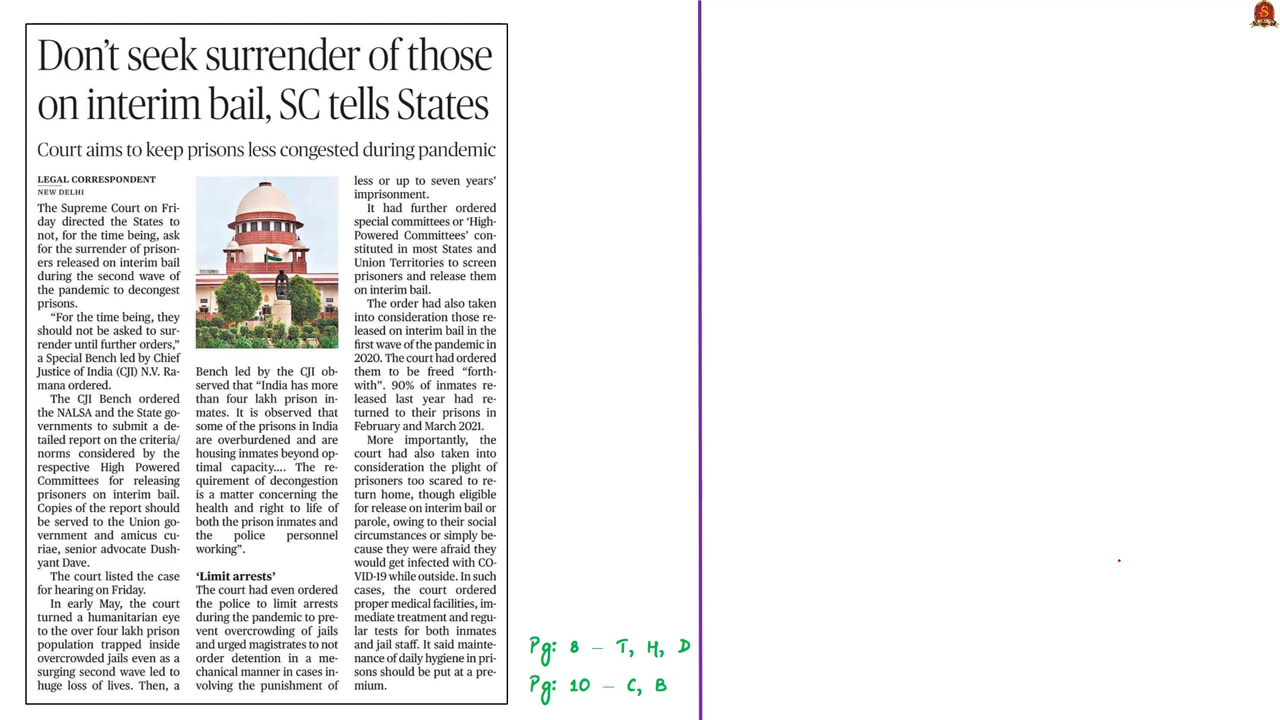 Don't seek surrender of those
on interim bail, SC tells States
Court aims to keep prisons less congested during pandemic
LEGAL CORRESPONDENT
NEW DELHI
The Supreme Court on Fri-
day directed the States to
not, for the time being, ask
for the surrender of prison-
ers released on interim bail
during the second wave of
the pandemic to decongest
prisons.
“For the time being, they
should not be asked to sur-
render until further orders,”
a Special Bench led by Chief
Justice of India (CJI) N.V. Ra-
mana ordered.
The CJI Bench ordered
the NALSA and the State go-
vernments to submit a de-
tailed report on the criteria/
norms considered by the
respective High Powered
Committees for releasing
prisoners on interim bail.
Copies of the report should
be served to the Union go-
vernment and amicus cu-
riae, senior advocate Dush-
yant Dave.
The court listed the case
for hearing on Friday.
In early May, the court
turned a humanitarian eye
to the over four lakh prison
population trapped inside
overcrowded jails even as a
surging second wave led to
huge loss of lives. Then, a
Bench led by the CJI ob-
served that “India has more
than four lakh prison in-
mates. It is observed that
some of the prisons in India
are overburdened and are
housing inmates beyond op-
timal capacity.... The re-
quirement of decongestion
is a matter concerning the
health and right to life of
both the prison inmates and
the police personnel
working”.
‘Limit arrests’
The court had even ordered
the police to limit arrests
during the pandemic to pre-
vent overcrowding of jails
and urged magistrates to not
order detention in a me-
chanical manner in cases in-
volving the punishment of
less or up to seven years’
imprisonment.
It had further ordered
special committees or ‘High-
Powered Committees’ con-
stituted in most States and
Union Territories to screen
prisoners and release them
on interim bail.
The order had also taken
into consideration those re-
leased on interim bail in the
first wave of the pandemic in
2020. The court had ordered
them to be freed “forth-
with”. 90% of inmates re-
leased last year had re-
turned to their prisons in
February and March 2021.
More importantly, the
court had also taken into
consideration the plight of
prisoners too scared to re-
turn home, though eligible
for release on interim bail or
parole, owing to their social
circumstances or simply be-
cause they were afraid they
would get infected with CO-
VID-19 while outside. In such
cases, the court ordered
proper medical facilities, im-
mediate treatment and regu-
lar tests for both inmates
and jail staff. It said mainte-
nance of daily hygiene in pri-
sons should be put at a pre-
mium.
Pg: 8 – T, H, D
Pg: 10 – C, B